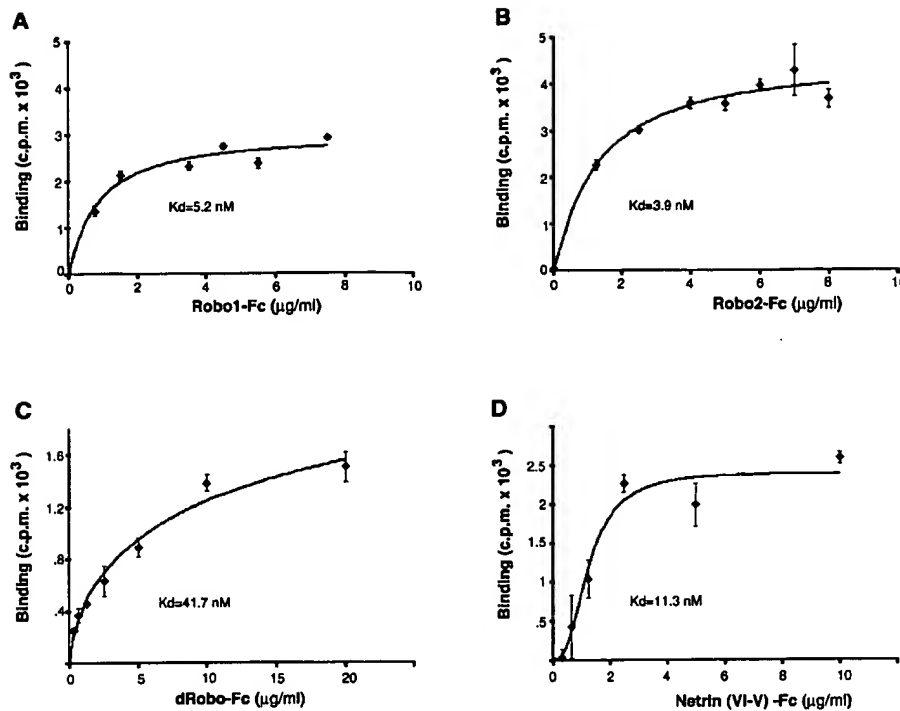 A
Binding (c.p.m. x 10³)
5
4
3
2
1
0
0 2 4 6 8 10
Kd=5.2 nM
Robo1-Fc (µg/ml)
B
Binding (c.p.m. x 10³)
5
4
3
2
1
0
0 2 4 6 8 10
Kd=3.9 nM
Robo2-Fc (µg/ml)
C
Binding (c.p.m. x 10³)
1.6
1.2
.8
.4
0 5 10 15 20
Kd=41.7 nM
dRobo-Fc (µg/ml)
D
Binding (c.p.m. x 10³)
2.5
2
1.5
1
.5
0 2 4 6 8 10
Kd=11.3 nM
Netrin (VI-V) -Fc (µg/ml)